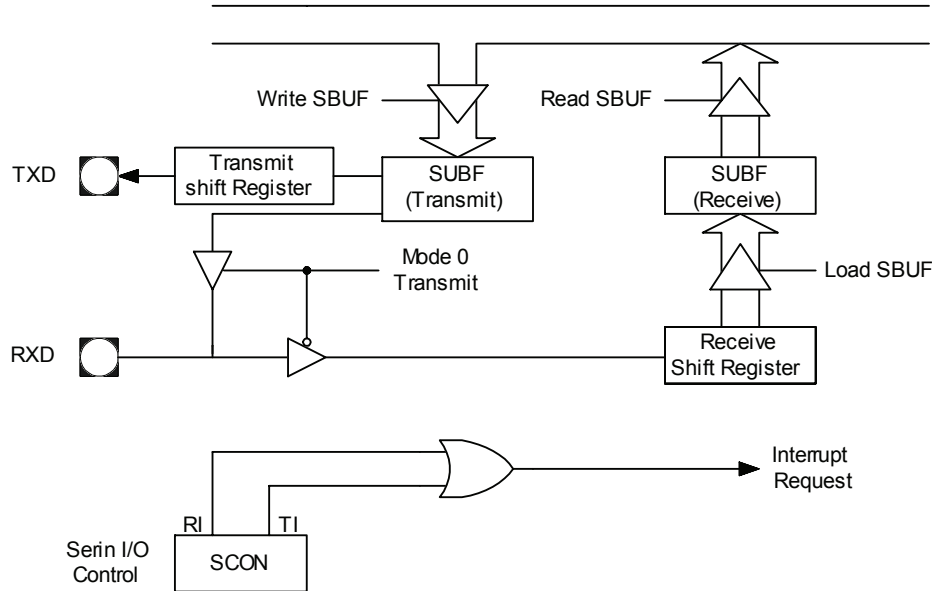 Write SBUF
Read SBUF
TXD
Transmit
shift Register
SUBF
(Transmit)
SUBF
(Receive)
Mode 0
Transmit
Load SBUF
RXD
Receive
Shift Register
Interrupt
Request
RI
TI
Serin I/O
Control
SCON